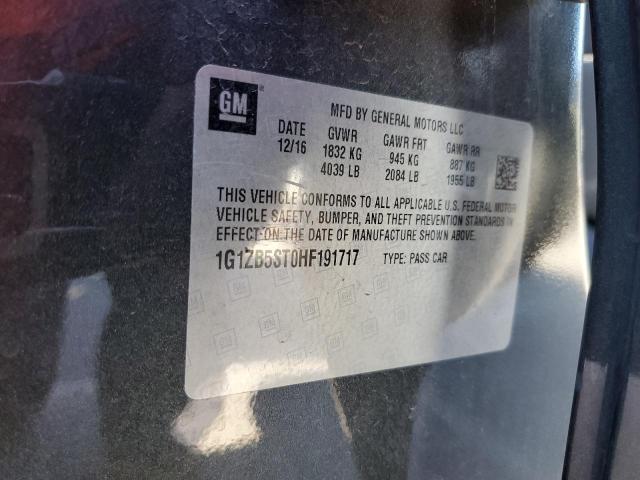 GM
MFD BY GENERAL MOTORS LLC
DATE GVWR GAWR FRT GAWR RR
12/16 1832 KG 945 KG 887 KG
4039 LB 2084 LB 1955 LB
THIS VEHICLE CONFORMS TO ALL APPLICABLE U.S. FEDERAL MOTOR
VEHICLE SAFETY, BUMPER, AND THEFT PREVENTION STANDARDS IN
EFFECT ON THE DATE OF MANUFACTURE SHOWN ABOVE.
1G1ZB5ST0HF191717 TYPE: PASS CAR